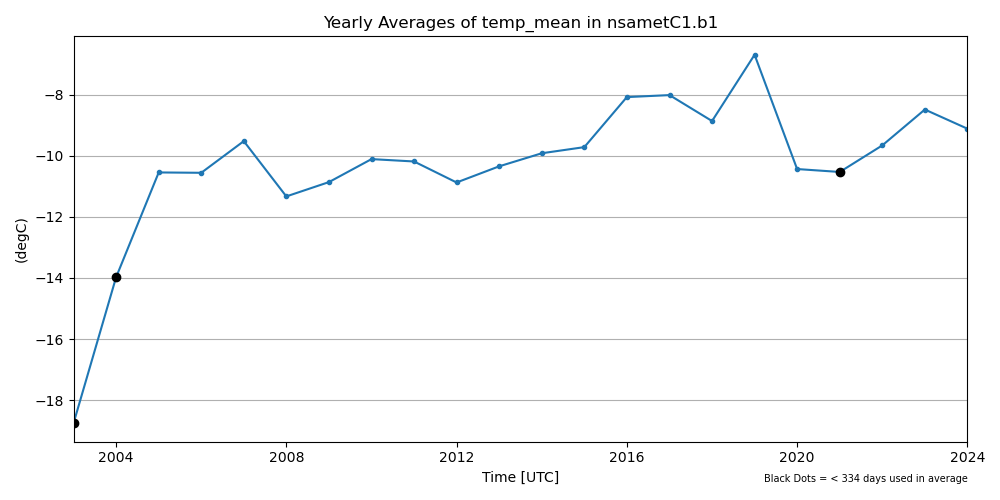 Yearly Averages of temp_mean in nsametC1.b1
(degC)
−8
−10
−12
−14
−16
−18
2004 2008 2012 2016 2020 2024
Time [UTC]
Black Dots = < 334 days used in average